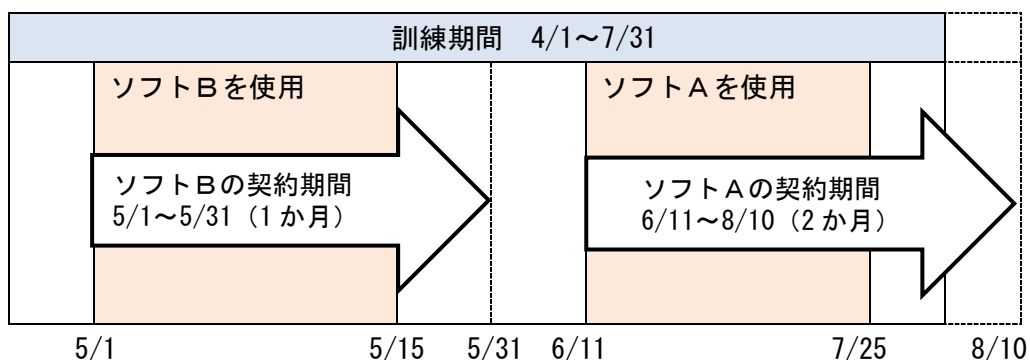 訓練期間 4/1～7/31
ソフトBを使用
ソフトAを使用
ソフトBの契約期間
5/1～5/31（1か月）
ソフトAの契約期間
6/11～8/10（2か月）
5/1 5/15 5/31 6/11 7/25 8/10